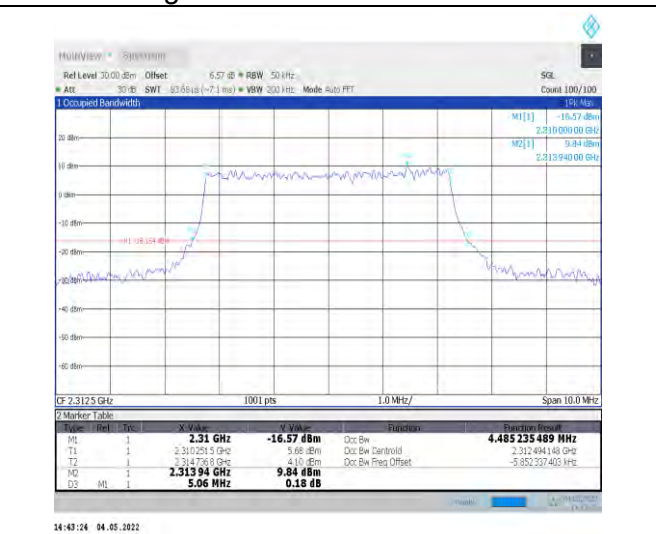 MultiView Spectrum
Ref Level 30.00 dBm Offset 6.57 dB RBW 50 kHz SGL
Att 30 dB SWT 83.68 µs (~7.1 ms) VBW 200 kHz Mode Auto FFT Count 100/100
1 Occupied Bandwidth 1Pk Max
M1[1] -16.57 dBm
2.310 000 00 GHz
M2[1] 9.84 dBm
2.313 940 00 GHz
20 dBm
10 dBm
0 dBm
-10 dBm
-20 dBm
-30 dBm
-40 dBm
-50 dBm
-60 dBm
CF 2.3125 GHz 1001 pts 1.0 MHz/ Span 10.0 MHz
2 Marker Table
Type Ref Trc X-Value Y-Value Function Function Result
M1 1 2.31 GHz -16.57 dBm Occ Bw 4.485 235 489 MHz
T1 1 2.310 251 5 GHz 5.68 dBm Occ Bw Centroid 2.312 494 148 GHz
T2 1 2.314 736 8 GHz 4.10 dBm Occ Bw Freq Offset -5.852 337 403 kHz
M2 1 2.313 94 GHz 9.84 dBm
D3 M1 1 5.06 MHz 0.18 dB
14:43:24 04.05.2022